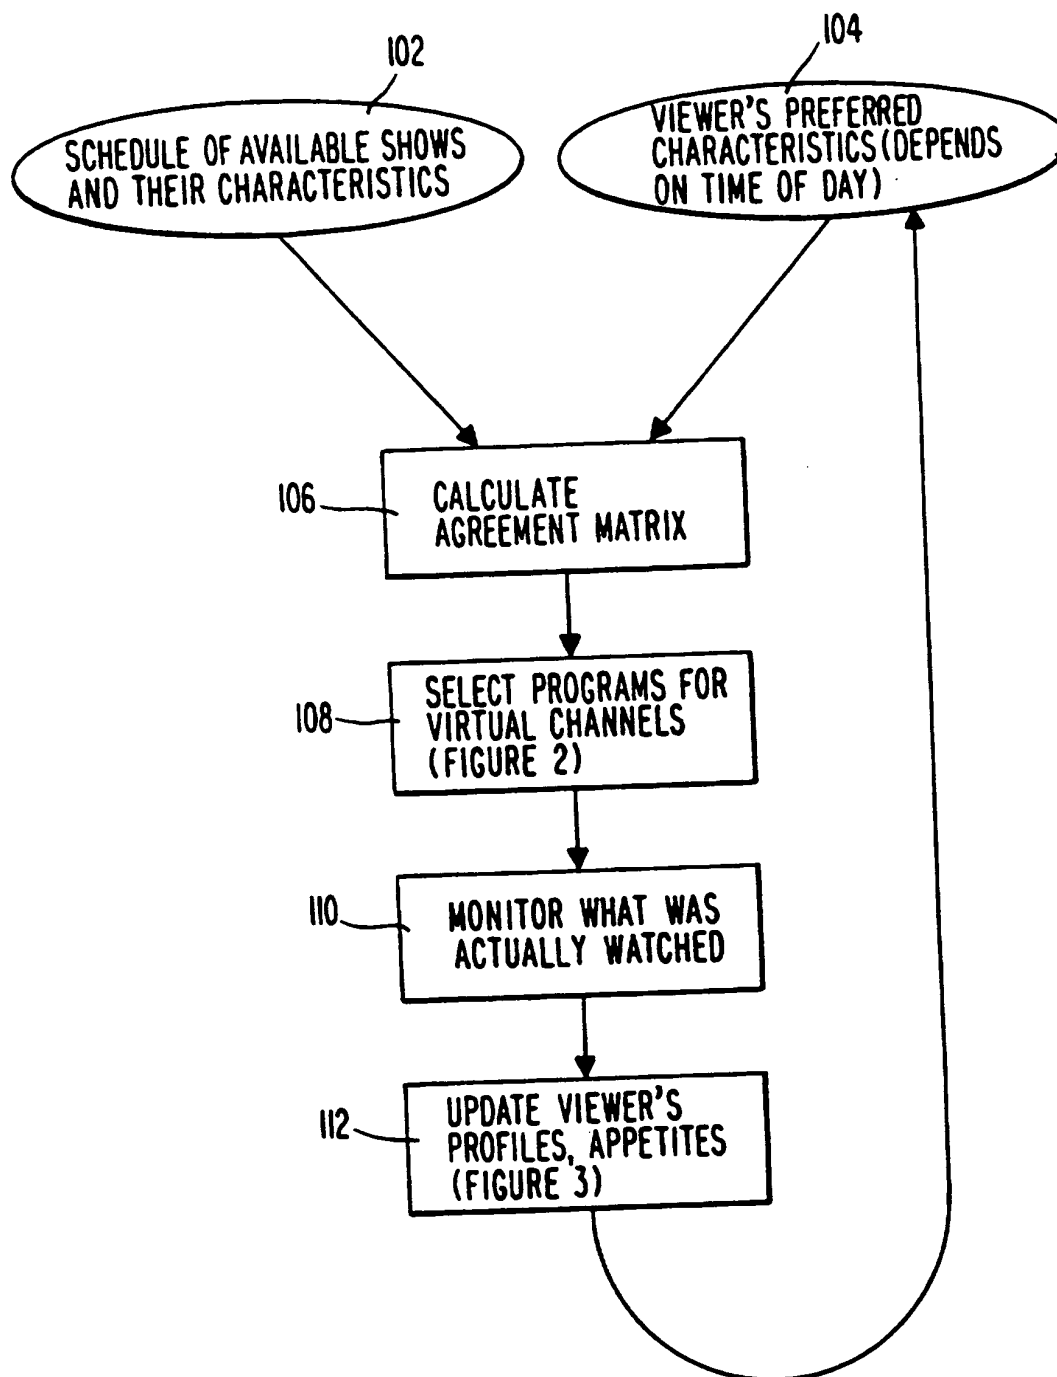 102
SCHEDULE OF AVAILABLE SHOWS
AND THEIR CHARACTERISTICS
104
VIEWER'S PREFERRED
CHARACTERISTICS (DEPENDS
ON TIME OF DAY)
106
CALCULATE
AGREEMENT MATRIX
108
SELECT PROGRAMS FOR
VIRTUAL CHANNELS
(FIGURE 2)
110
MONITOR WHAT WAS
ACTUALLY WATCHED
112
UPDATE VIEWER'S
PROFILES, APPETITES
(FIGURE 3)